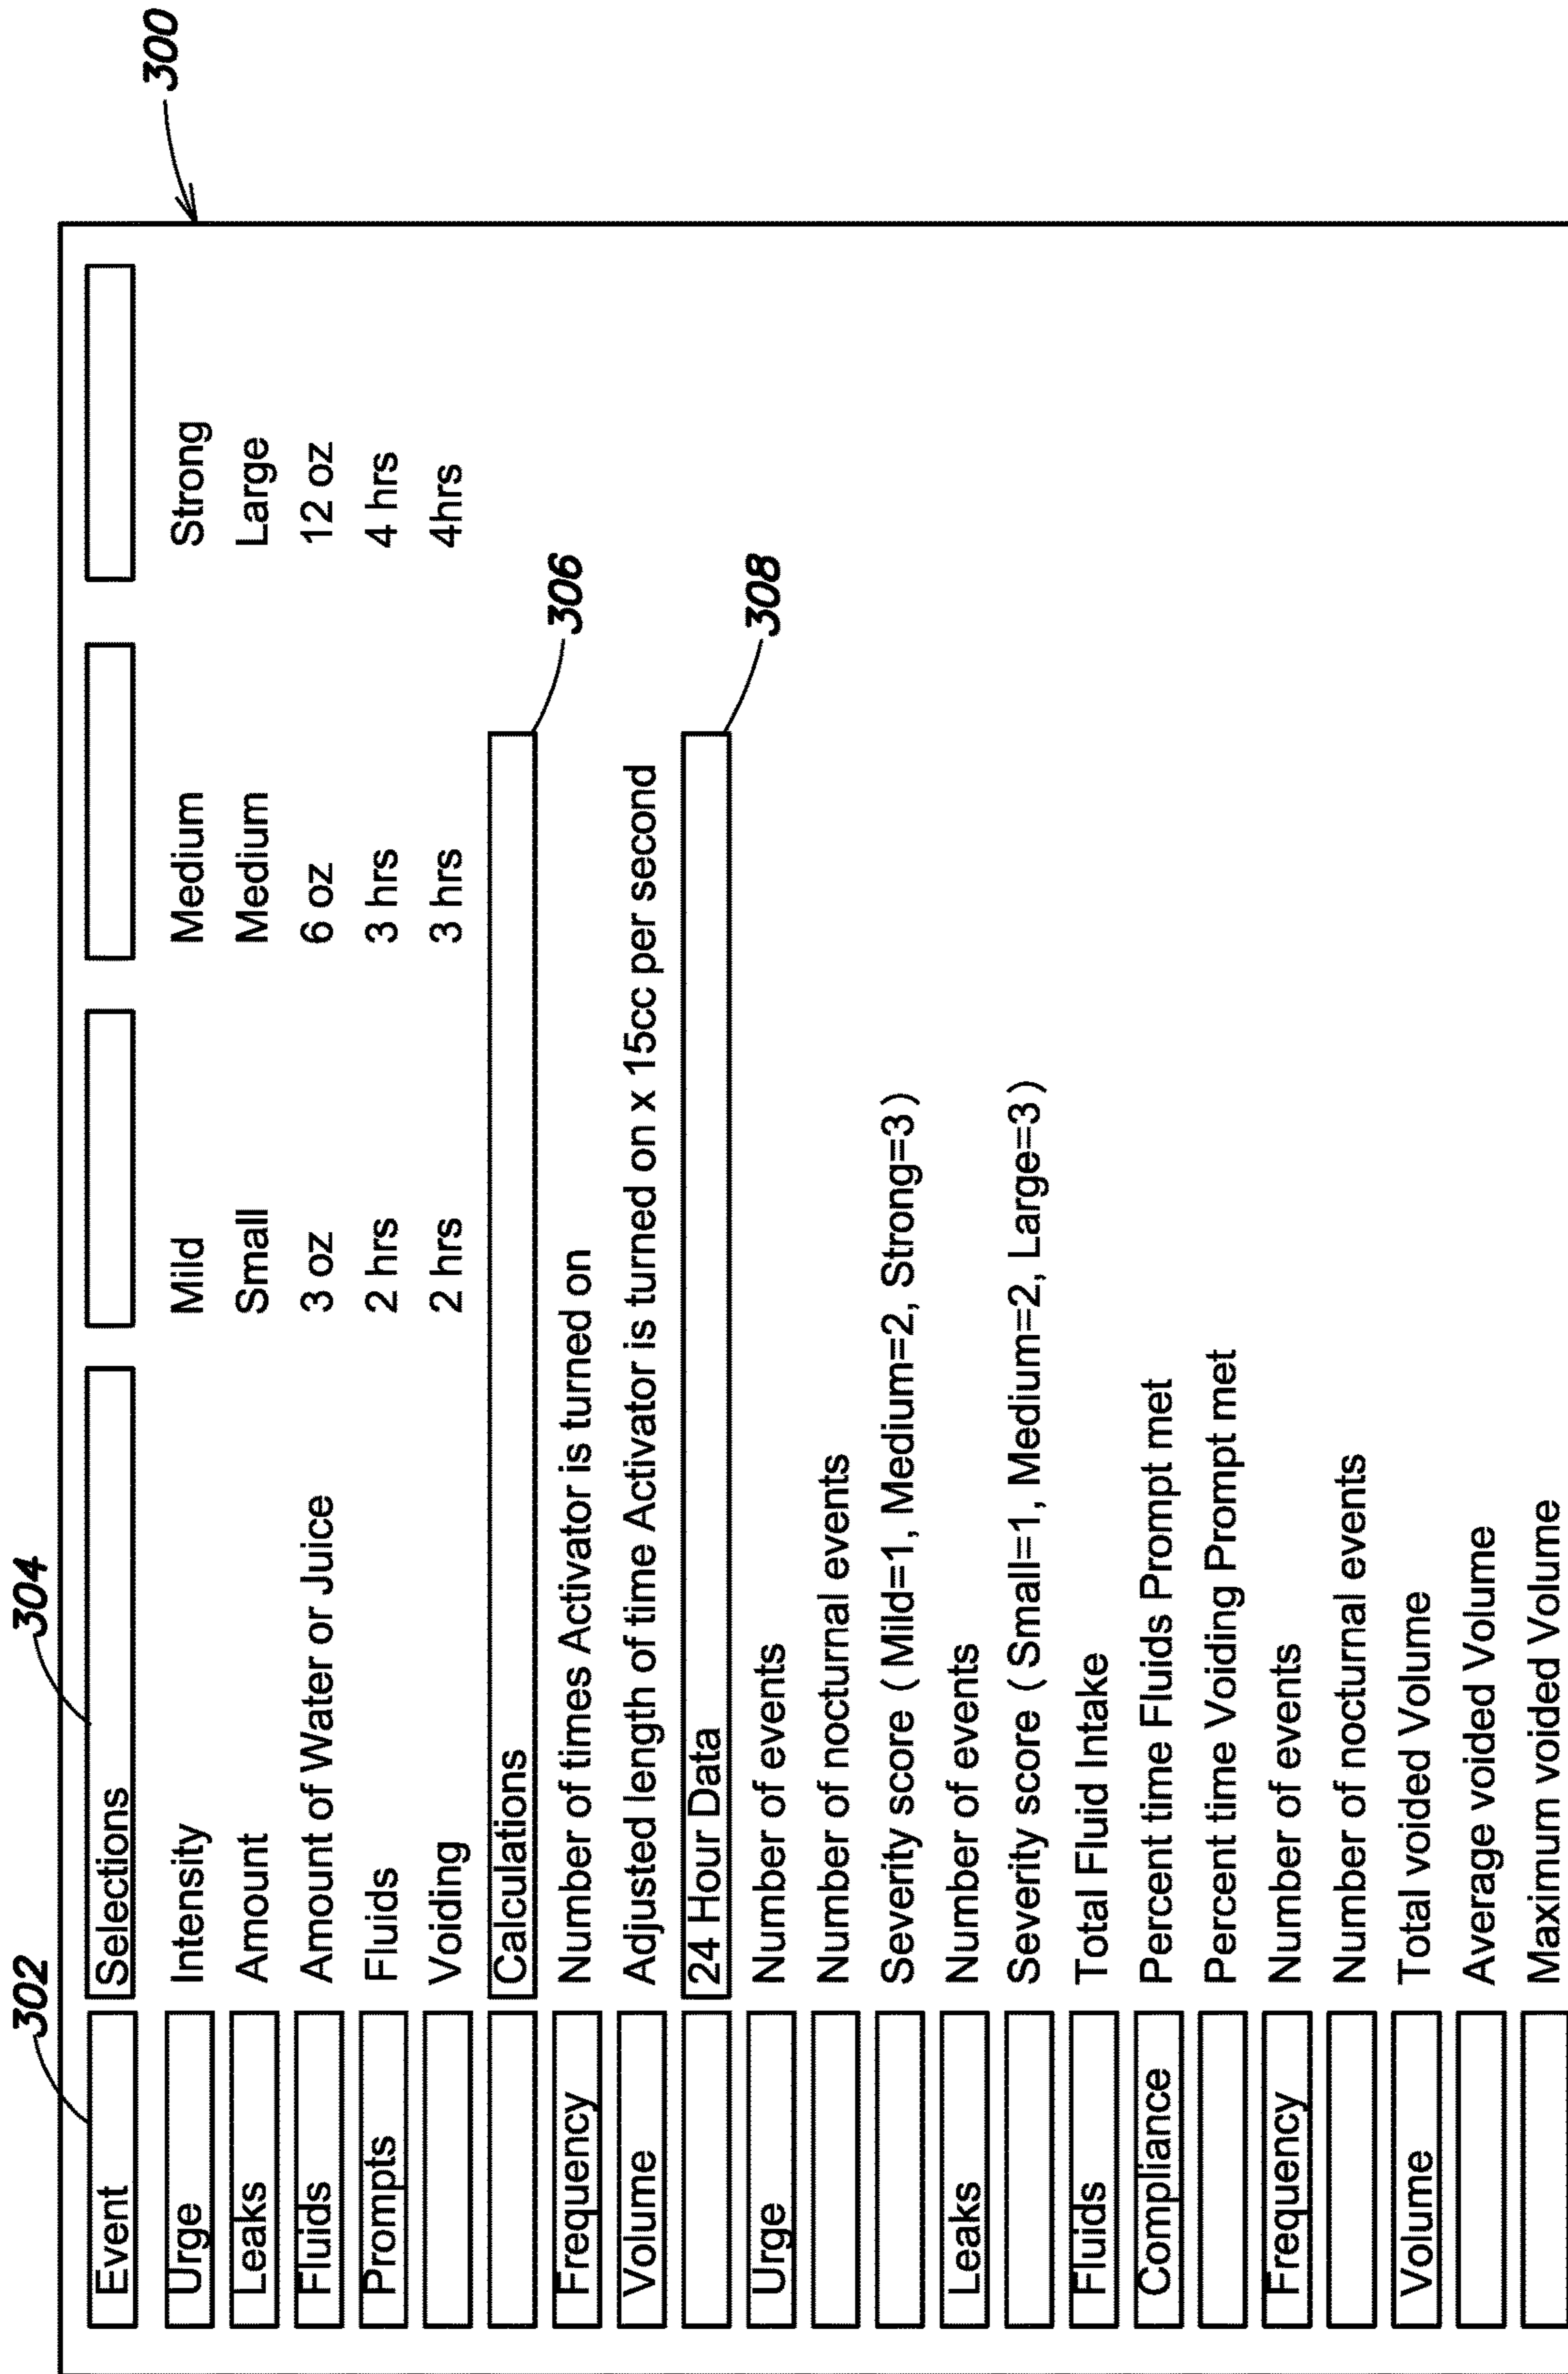 300
302
304
Event Selections
Urge Intensity Mild Medium Strong
Leaks Amount Small Medium Large
Fluids Amount of Water or Juice 3 oz 6 oz 12 oz
Prompts Fluids 2 hrs 3 hrs 4 hrs
Voiding 2 hrs 3 hrs 4hrs
Calculations
306
Frequency Number of times Activator is turned on
Volume Adjusted length of time Activator is turned on x 15cc per second
24 Hour Data
308
Urge Number of events
Number of nocturnal events
Severity score ( Mild=1, Medium=2, Strong=3 )
Leaks Number of events
Severity score ( Small=1, Medium=2, Large=3 )
Fluids Total Fluid Intake
Compliance Percent time Fluids Prompt met
Percent time Voiding Prompt met
Frequency Number of events
Number of nocturnal events
Volume Total voided Volume
Average voided Volume
Maximum voided Volume